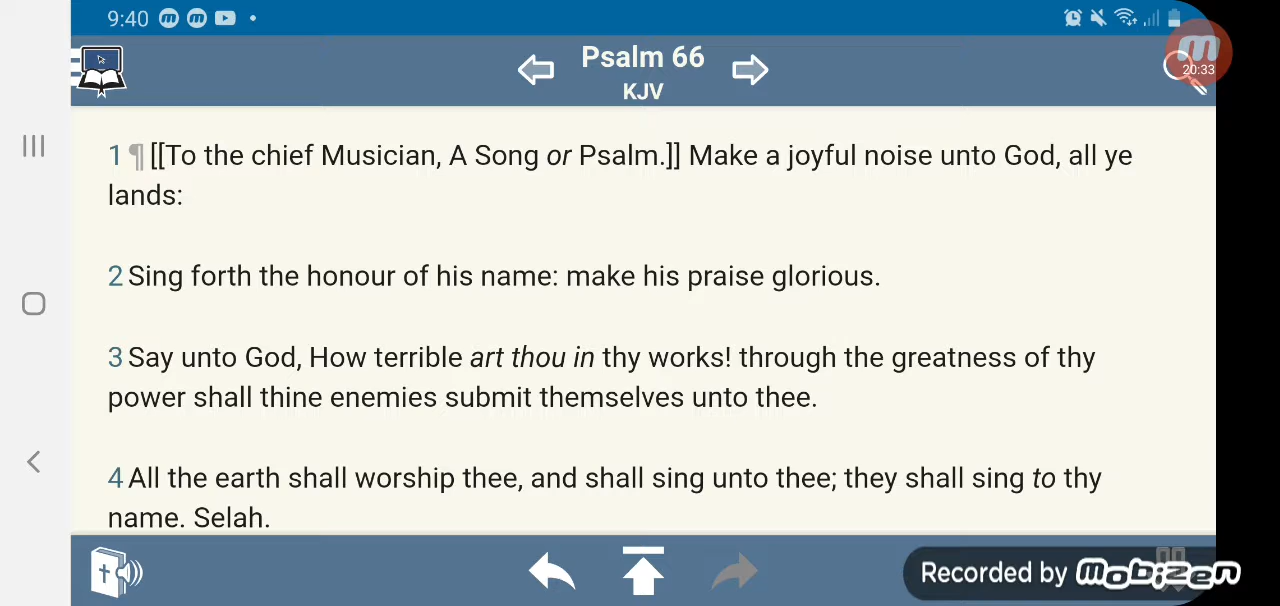 9:40
Psalm 66
KJV
20:33
1 ¶ [[To the chief Musician, A Song or Psalm.]] Make a joyful noise unto God, all ye
lands:
2 Sing forth the honour of his name: make his praise glorious.
3 Say unto God, How terrible art thou in thy works! through the greatness of thy
power shall thine enemies submit themselves unto thee.
4 All the earth shall worship thee, and shall sing unto thee; they shall sing to thy
name. Selah.
Recorded by Mobizen